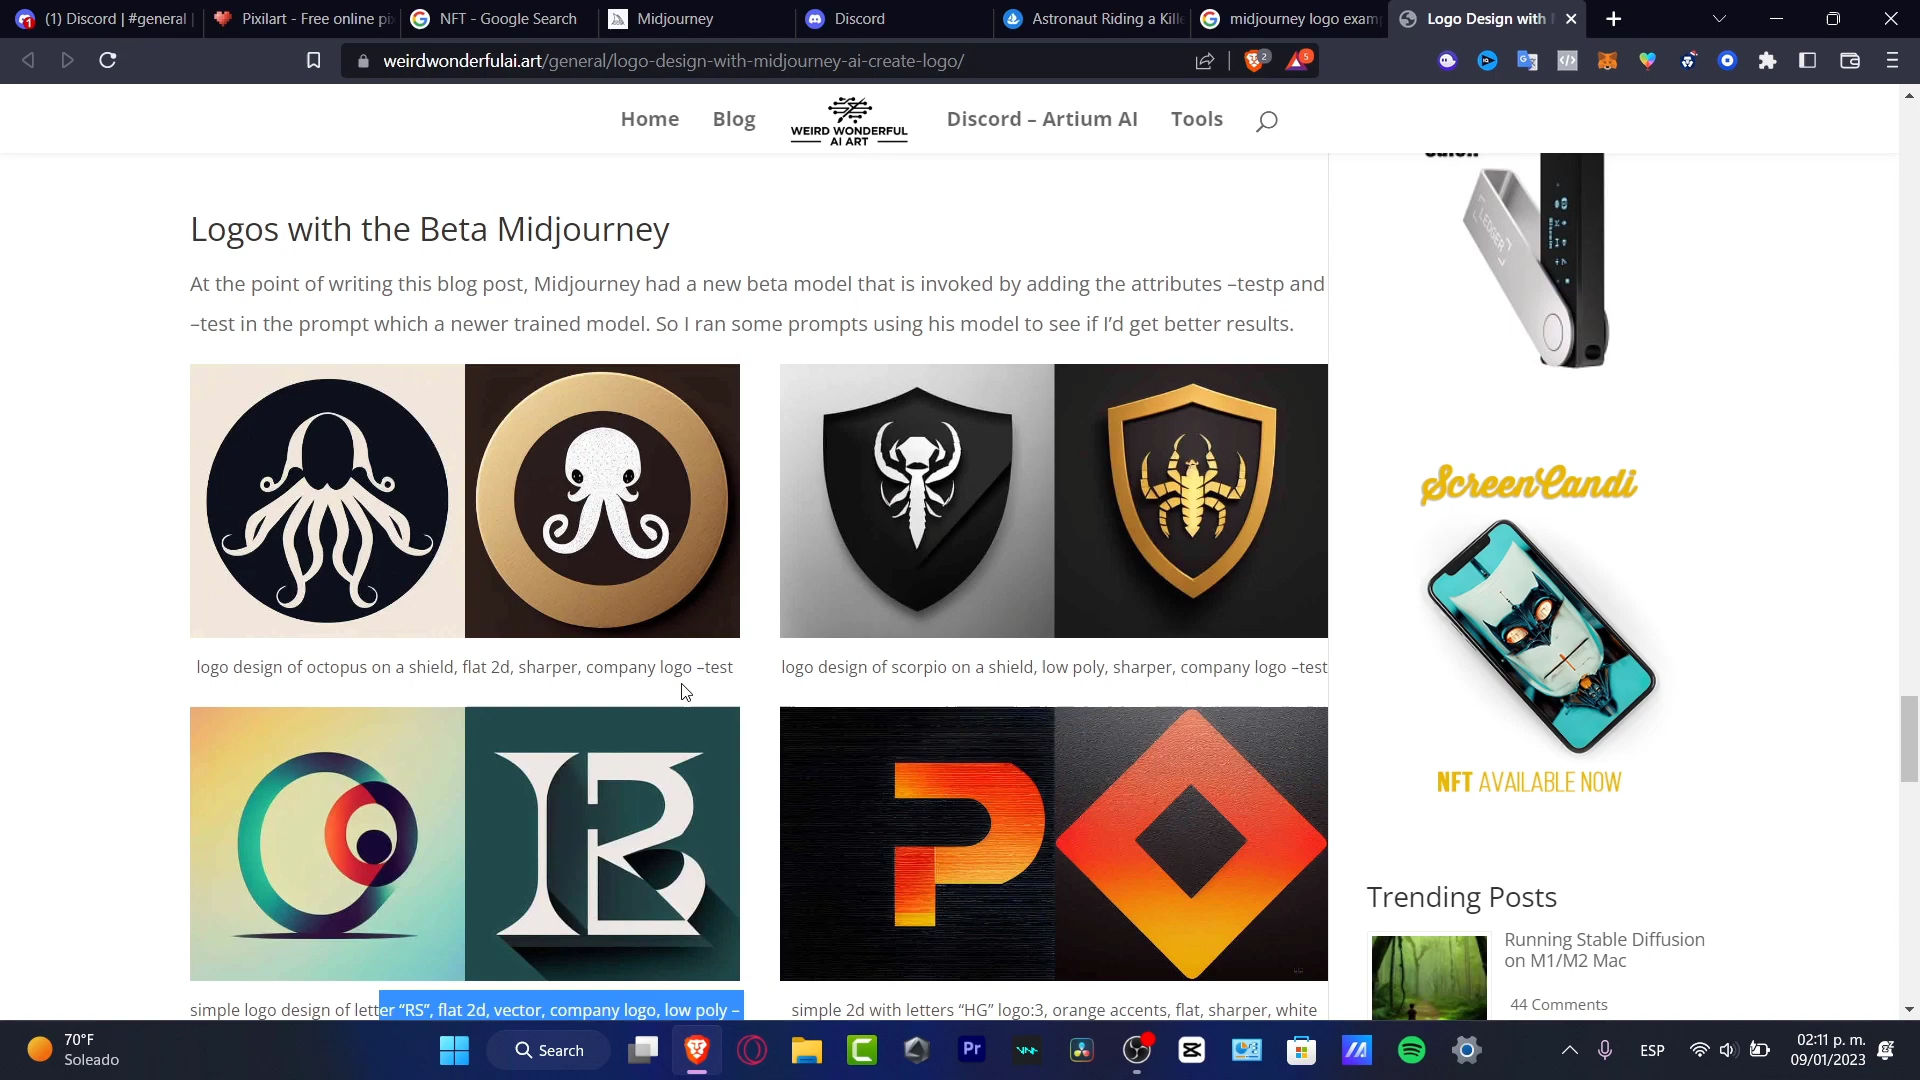 (1) Discord | #general
Pixilart - Free online pi
NFT - Google Search
Midjourney
Discord
Astronaut Riding a Kille
midjourney logo exam
Logo Design with
weirdwonderfulai.art/general/logo-design-with-midjourney-ai-create-logo/
2
5
Home
Blog
WEIRD WONDERFUL
AI ART
Discord – Artium AI
Tools
LEDGER
Logos with the Beta Midjourney
At the point of writing this blog post, Midjourney had a new beta model that is invoked by adding the attributes –testp and
–test in the prompt which a newer trained model. So I ran some prompts using his model to see if I’d get better results.
logo design of octopus on a shield, flat 2d, sharper, company logo –test
logo design of scorpio on a shield, low poly, sharper, company logo –test
simple logo design of letter “RS”, flat 2d, vector, company logo, low poly –
simple 2d with letters “HG” logo:3, orange accents, flat, sharper, white
ScreenCandi
NFT AVAILABLE NOW
Trending Posts
Running Stable Diffusion
on M1/M2 Mac
44 Comments
70°F
Soleado
Search
Pr
ESP
02:11 p. m.
09/01/2023